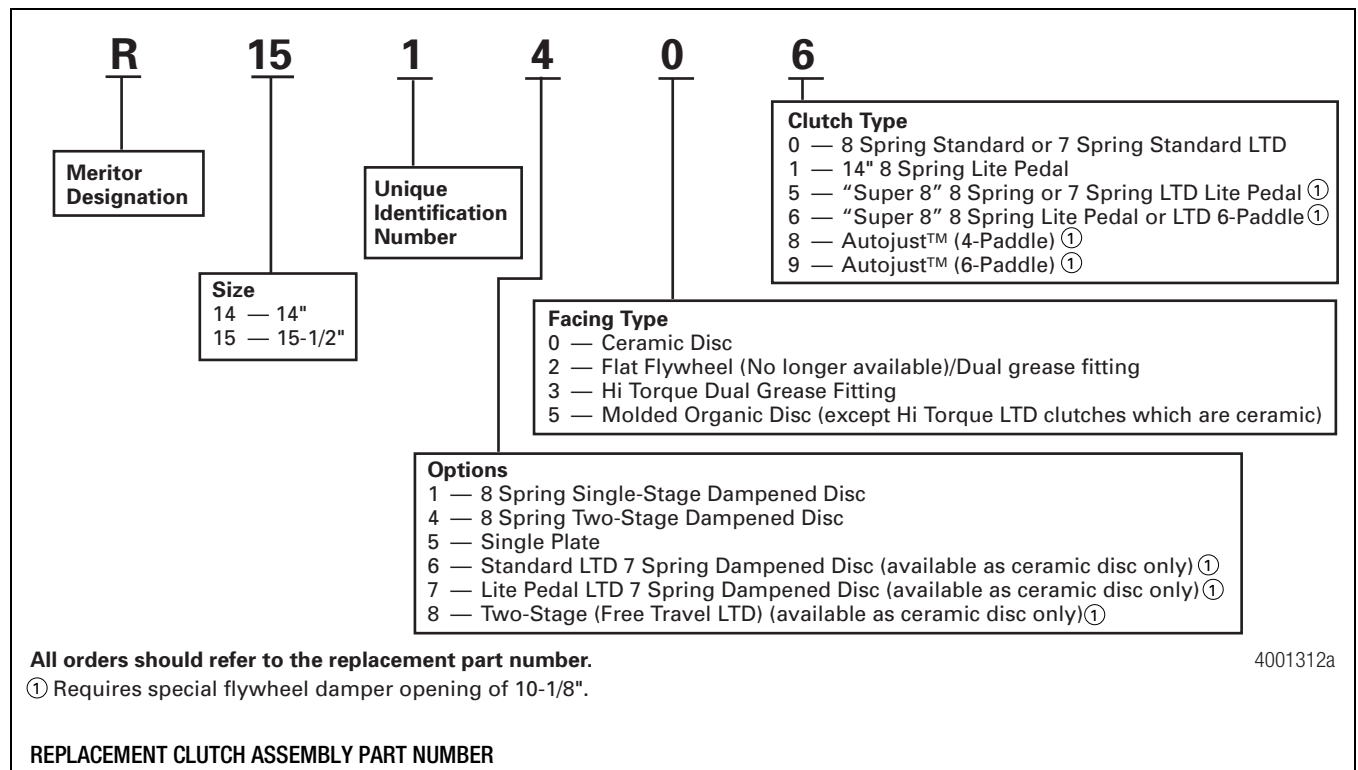 R 15 1 4 0 6
Meritor
Designation
Size
14 — 14"
15 — 15-1/2"
Unique
Identification
Number
Clutch Type
0 — 8 Spring Standard or 7 Spring Standard LTD
1 — 14" 8 Spring Lite Pedal
5 — “Super 8” 8 Spring or 7 Spring LTD Lite Pedal ①
6 — “Super 8” 8 Spring Lite Pedal or LTD 6-Paddle ①
8 — Autojust™ (4-Paddle) ①
9 — Autojust™ (6-Paddle) ①
Facing Type
0 — Ceramic Disc
2 — Flat Flywheel (No longer available)/Dual grease fitting
3 — Hi Torque Dual Grease Fitting
5 — Molded Organic Disc (except Hi Torque LTD clutches which are ceramic)
Options
1 — 8 Spring Single-Stage Dampened Disc
4 — 8 Spring Two-Stage Dampened Disc
5 — Single Plate
6 — Standard LTD 7 Spring Dampened Disc (available as ceramic disc only) ①
7 — Lite Pedal LTD 7 Spring Dampened Disc (available as ceramic disc only) ①
8 — Two-Stage (Free Travel LTD) (available as ceramic disc only) ①
All orders should refer to the replacement part number.
4001312a
① Requires special flywheel damper opening of 10-1/8".
REPLACEMENT CLUTCH ASSEMBLY PART NUMBER